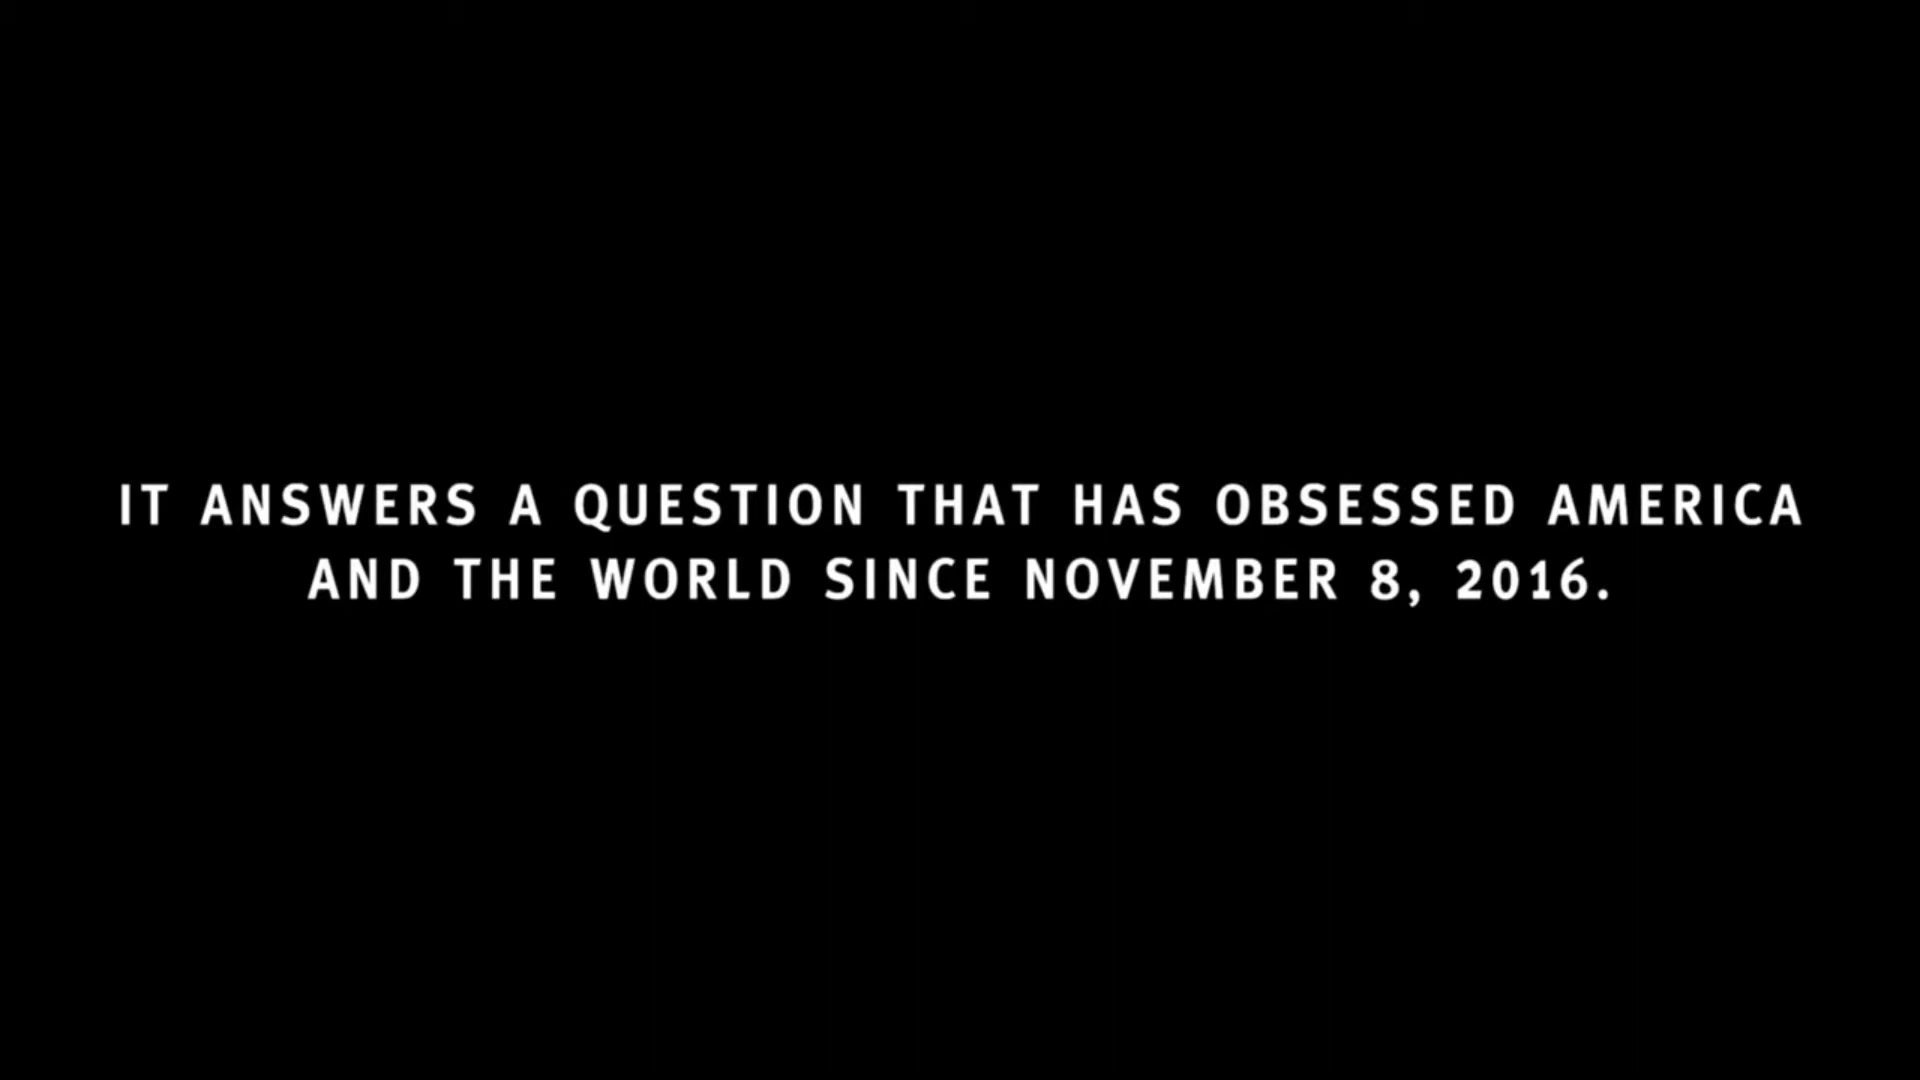 IT ANSWERS A QUESTION THAT HAS OBSESSED AMERICA
AND THE WORLD SINCE NOVEMBER 8, 2016.